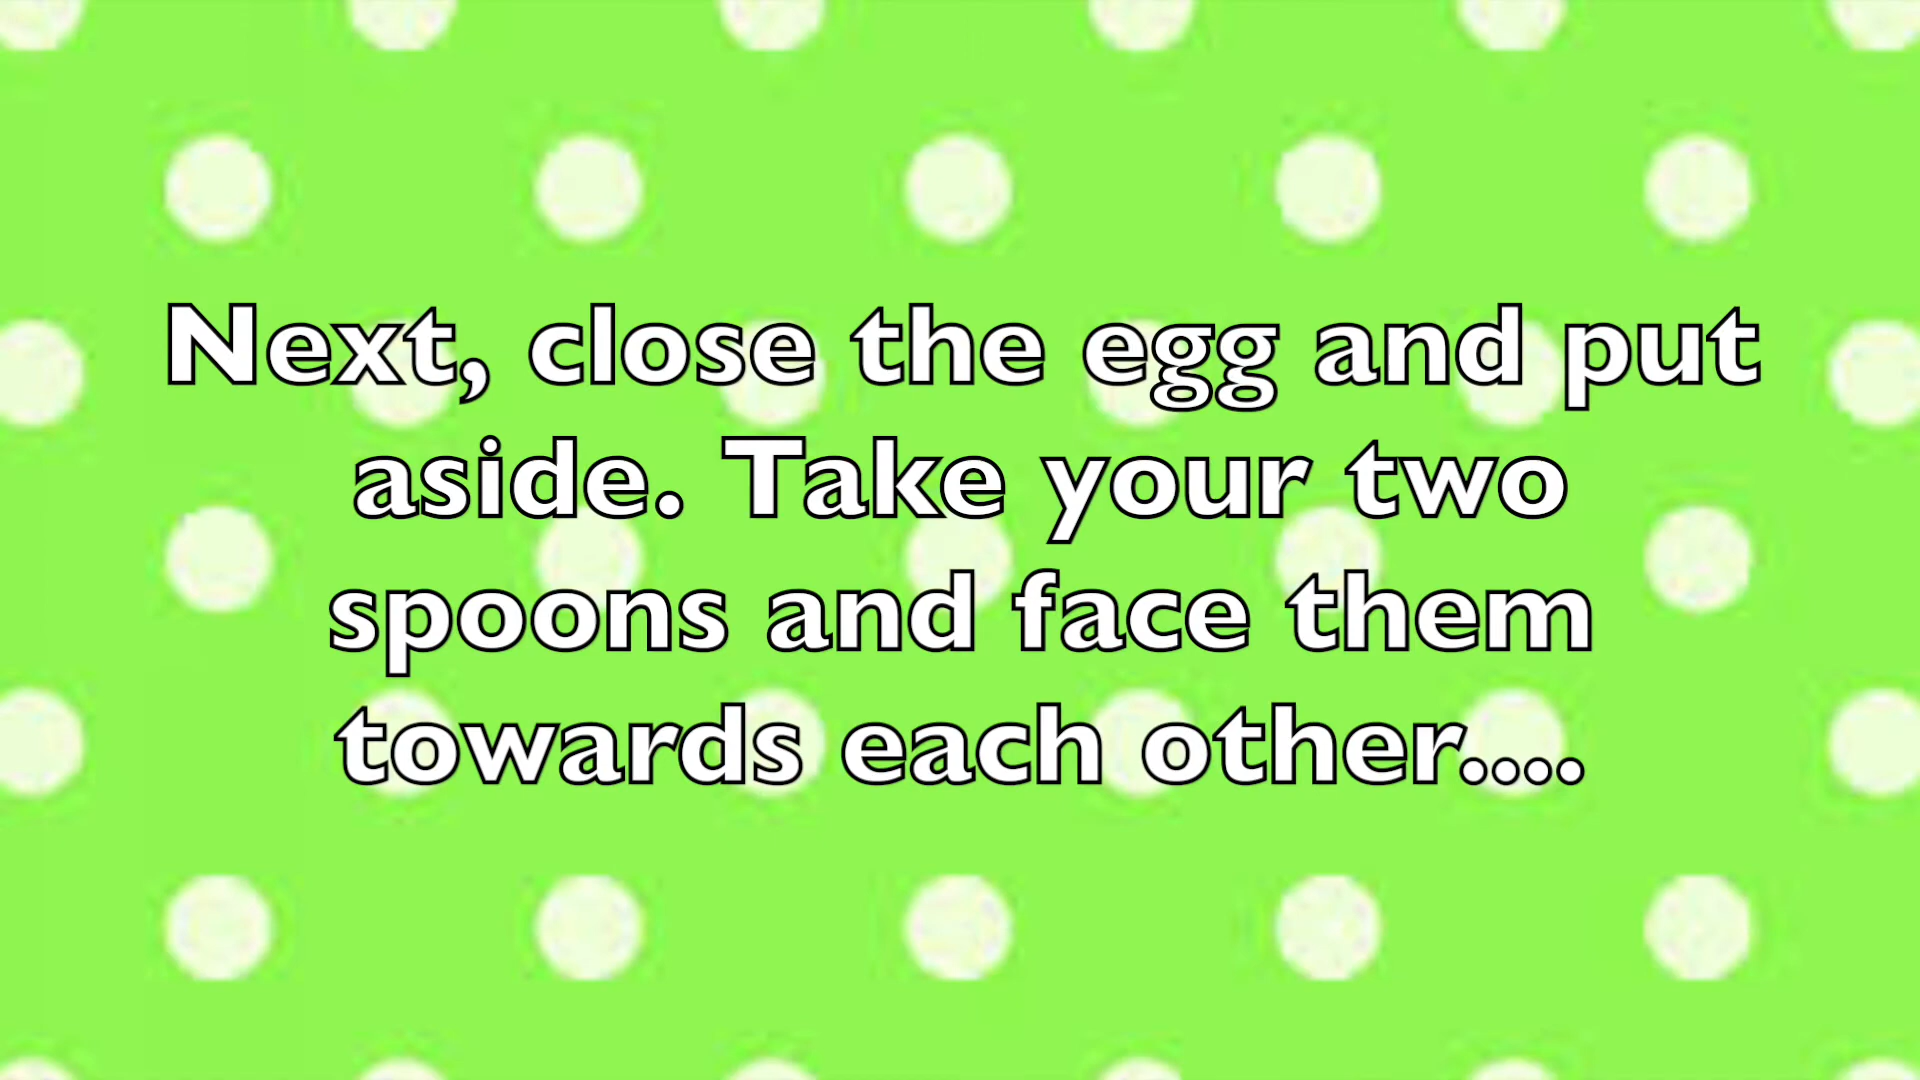 Next, close the egg and put
aside. Take your two
spoons and face them
towards each other....